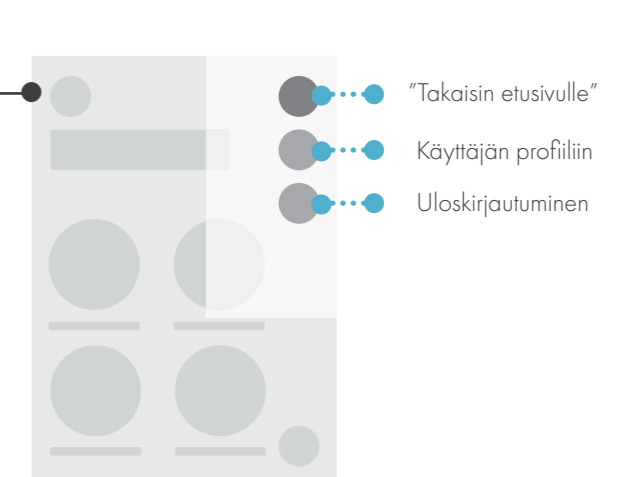 ”Takaisin etusivulle”
Käyttäjän profiiliin
Uloskirjautuminen